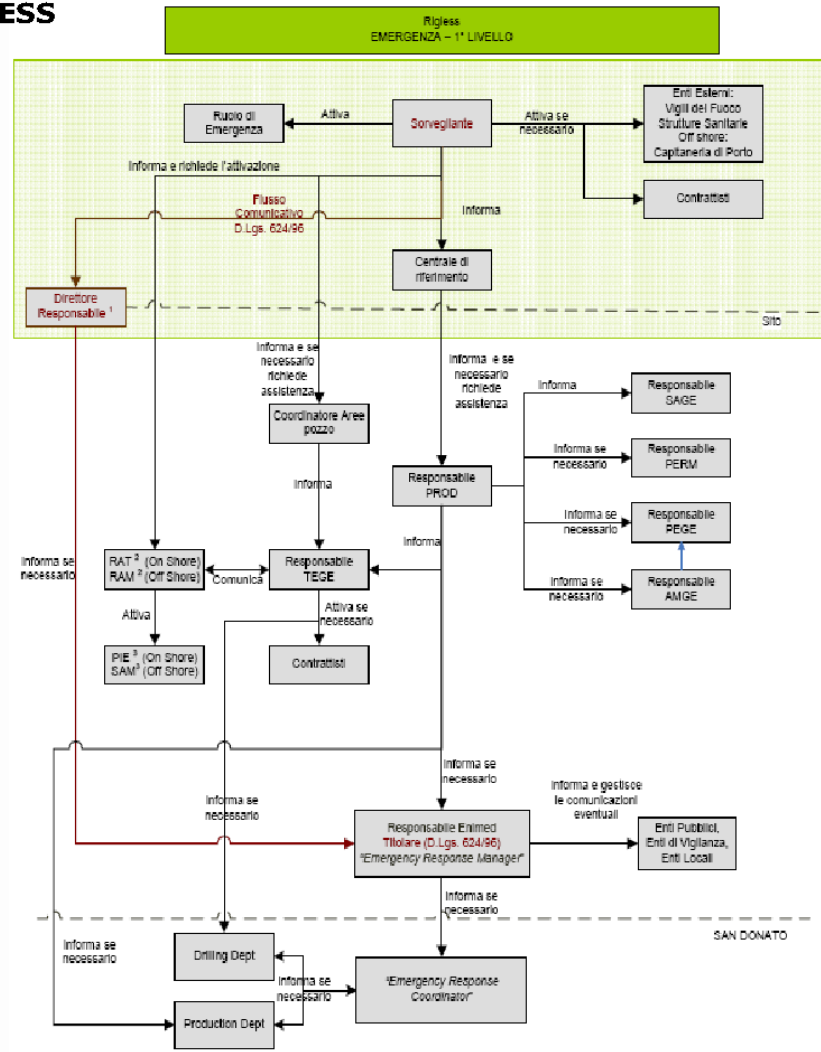 ESS
Rigless
EMERGENZA – 1° LIVELLO
Ruolo di
Emergenza
Attiva
Sorvegliante
Attiva se
necessario
Enti Esterni:
Vigili del Fuoco
Strutture Sanitarie
Off shore:
Capitaneria di Porto
Contrattisti
Informa e richiede l'attivazione
Flusso
Comunicativo
D.Lgs. 624/96
Informa
Centrale di
riferimento
Direttore
Responsabile 1
Sito
Informa e se
necessario
richiede
assistenza
Informa e se
necessario
richiede
assistenza
Coordinatore Aree
pozzo
Informa
Responsabile
SAGE
Informa se
necessario
Responsabile
PERM
Responsabile
PROD
Informa se
necessario
Responsabile
PEGE
Informa se
necessario
Responsabile
AMGE
Informa
Informa
Informa se
necessario
RAT 2 (On Shore)
RAM 2 (Off Shore)
Comunica
Responsabile
TEGE
Attiva
Attiva se
necessario
PIE 3 (On Shore)
SAM 3 (Off Shore)
Contrattisti
Informa se
necessario
Informa se
necessario
Informa e gestisce
le comunicazioni
eventuali
Responsabile Enimed
Titolare (D.Lgs. 624/96)
"Emergency Response Manager"
Enti Pubblici,
Enti di Vigilanza,
Enti Locali
Informa se
necessario
SAN DONATO
Informa se
necessario
Drilling Dept
Informa se
necessario
"Emergency Response
Coordinator"
Production Dept